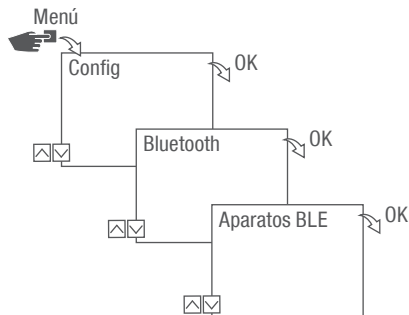 Menú
Config
OK
Bluetooth
OK
Aparatos BLE
OK